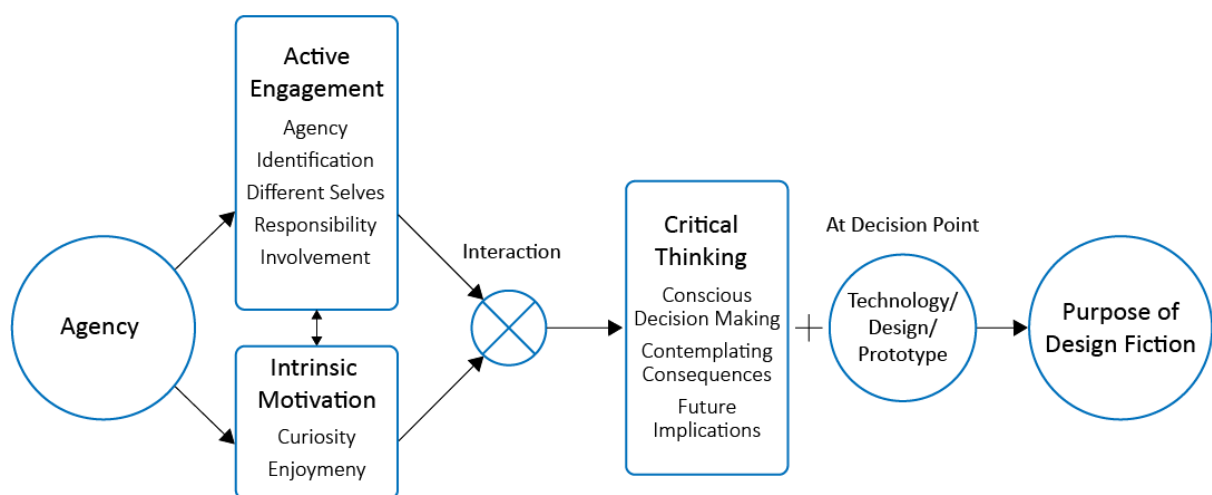 Agency
Active
Engagement
Agency
Identification
Different Selves
Responsibility
Involvement
Intrinsic
Motivation
Curiosity
Enjoymeny
Interaction
Critical
Thinking
Conscious
Decision Making
Contemplating
Consequences
Future
Implications
At Decision Point
Technology/
Design/
Prototype
Purpose of
Design Fiction